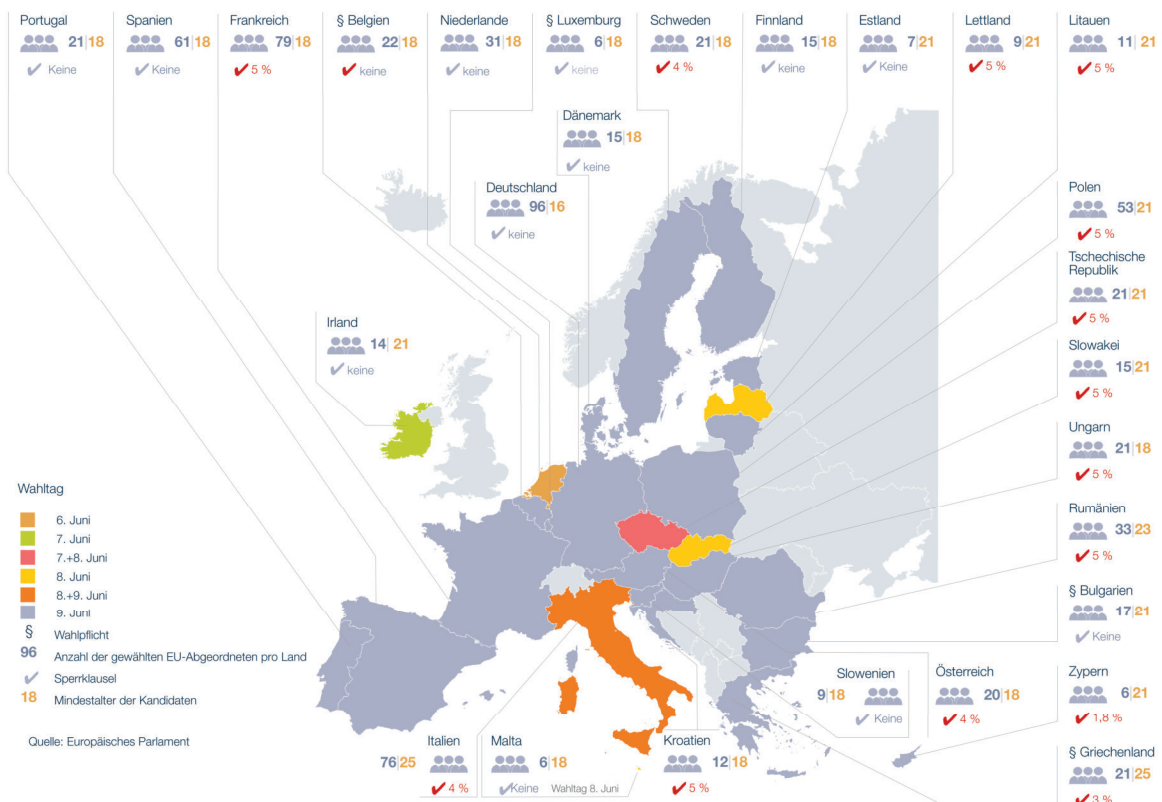 Portugal
21|18
Keine
Spanien
61|18
Keine
Frankreich
79|18
5 %
§ Belgien
22|18
keine
Niederlande
31|18
keine
§ Luxemburg
6|18
keine
Schweden
21|18
4 %
Finnland
15|18
keine
Estland
7|21
Keine
Lettland
9|21
5 %
Litauen
11|21
5 %
Dänemark
15|18
keine
Deutschland
96|16
keine
Irland
14|21
keine
Polen
53|21
5 %
Tschechische
Republik
21|21
5 %
Slowakei
15|21
5 %
Ungarn
21|18
5 %
Rumänien
33|23
5 %
§ Bulgarien
17|21
Keine
Slowenien
9|18
Keine
Österreich
20|18
4 %
Zypern
6|21
1,8 %
§ Griechenland
21|25
3 %
Italien
76|25
4 %
Malta
6|18
Keine
Wahltag 8. Juni
Kroatien
12|18
5 %
Wahltag
6. Juni
7. Juni
7.+8. Juni
8. Juni
8.+9. Juni
9. Juni
§ Wahlpflicht
96 Anzahl der gewählten EU-Abgeordneten pro Land
Sperrklausel
18 Mindestalter der Kandidaten
Quelle: Europäisches Parlament